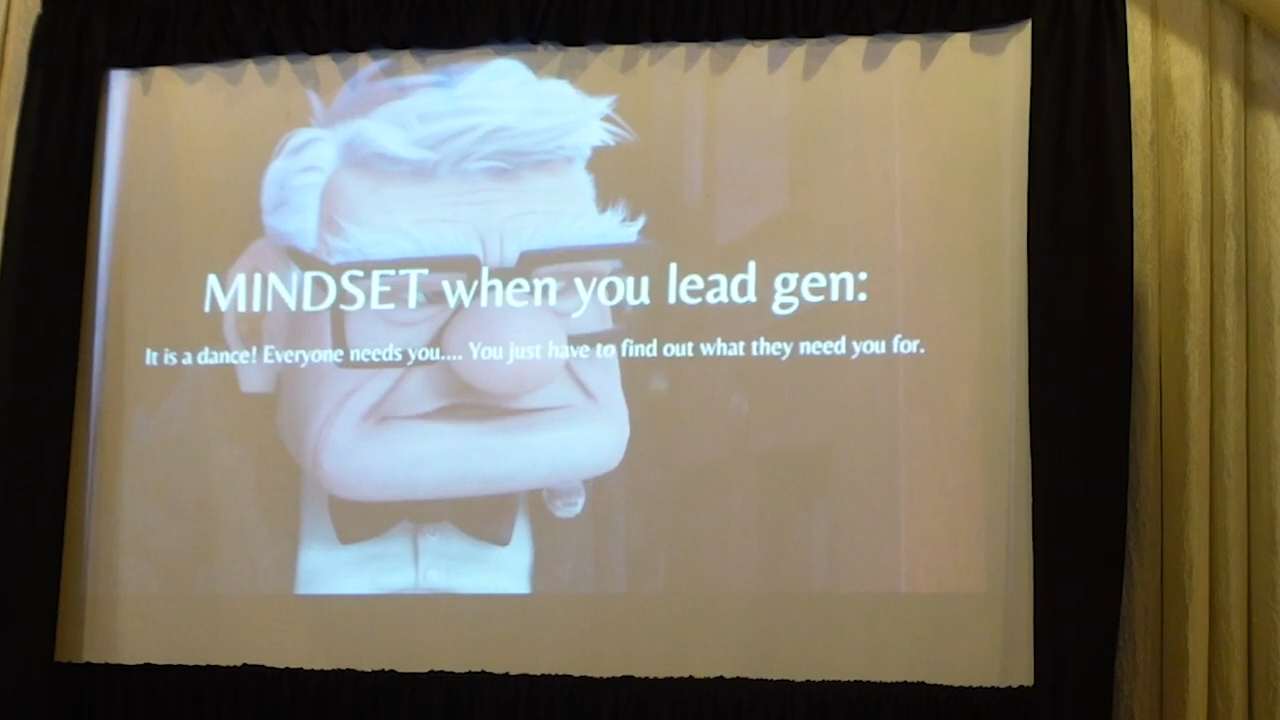 MINDSET when you lead gen:
It is a dance! Everyone needs you.... You just have to find out what they need you for.